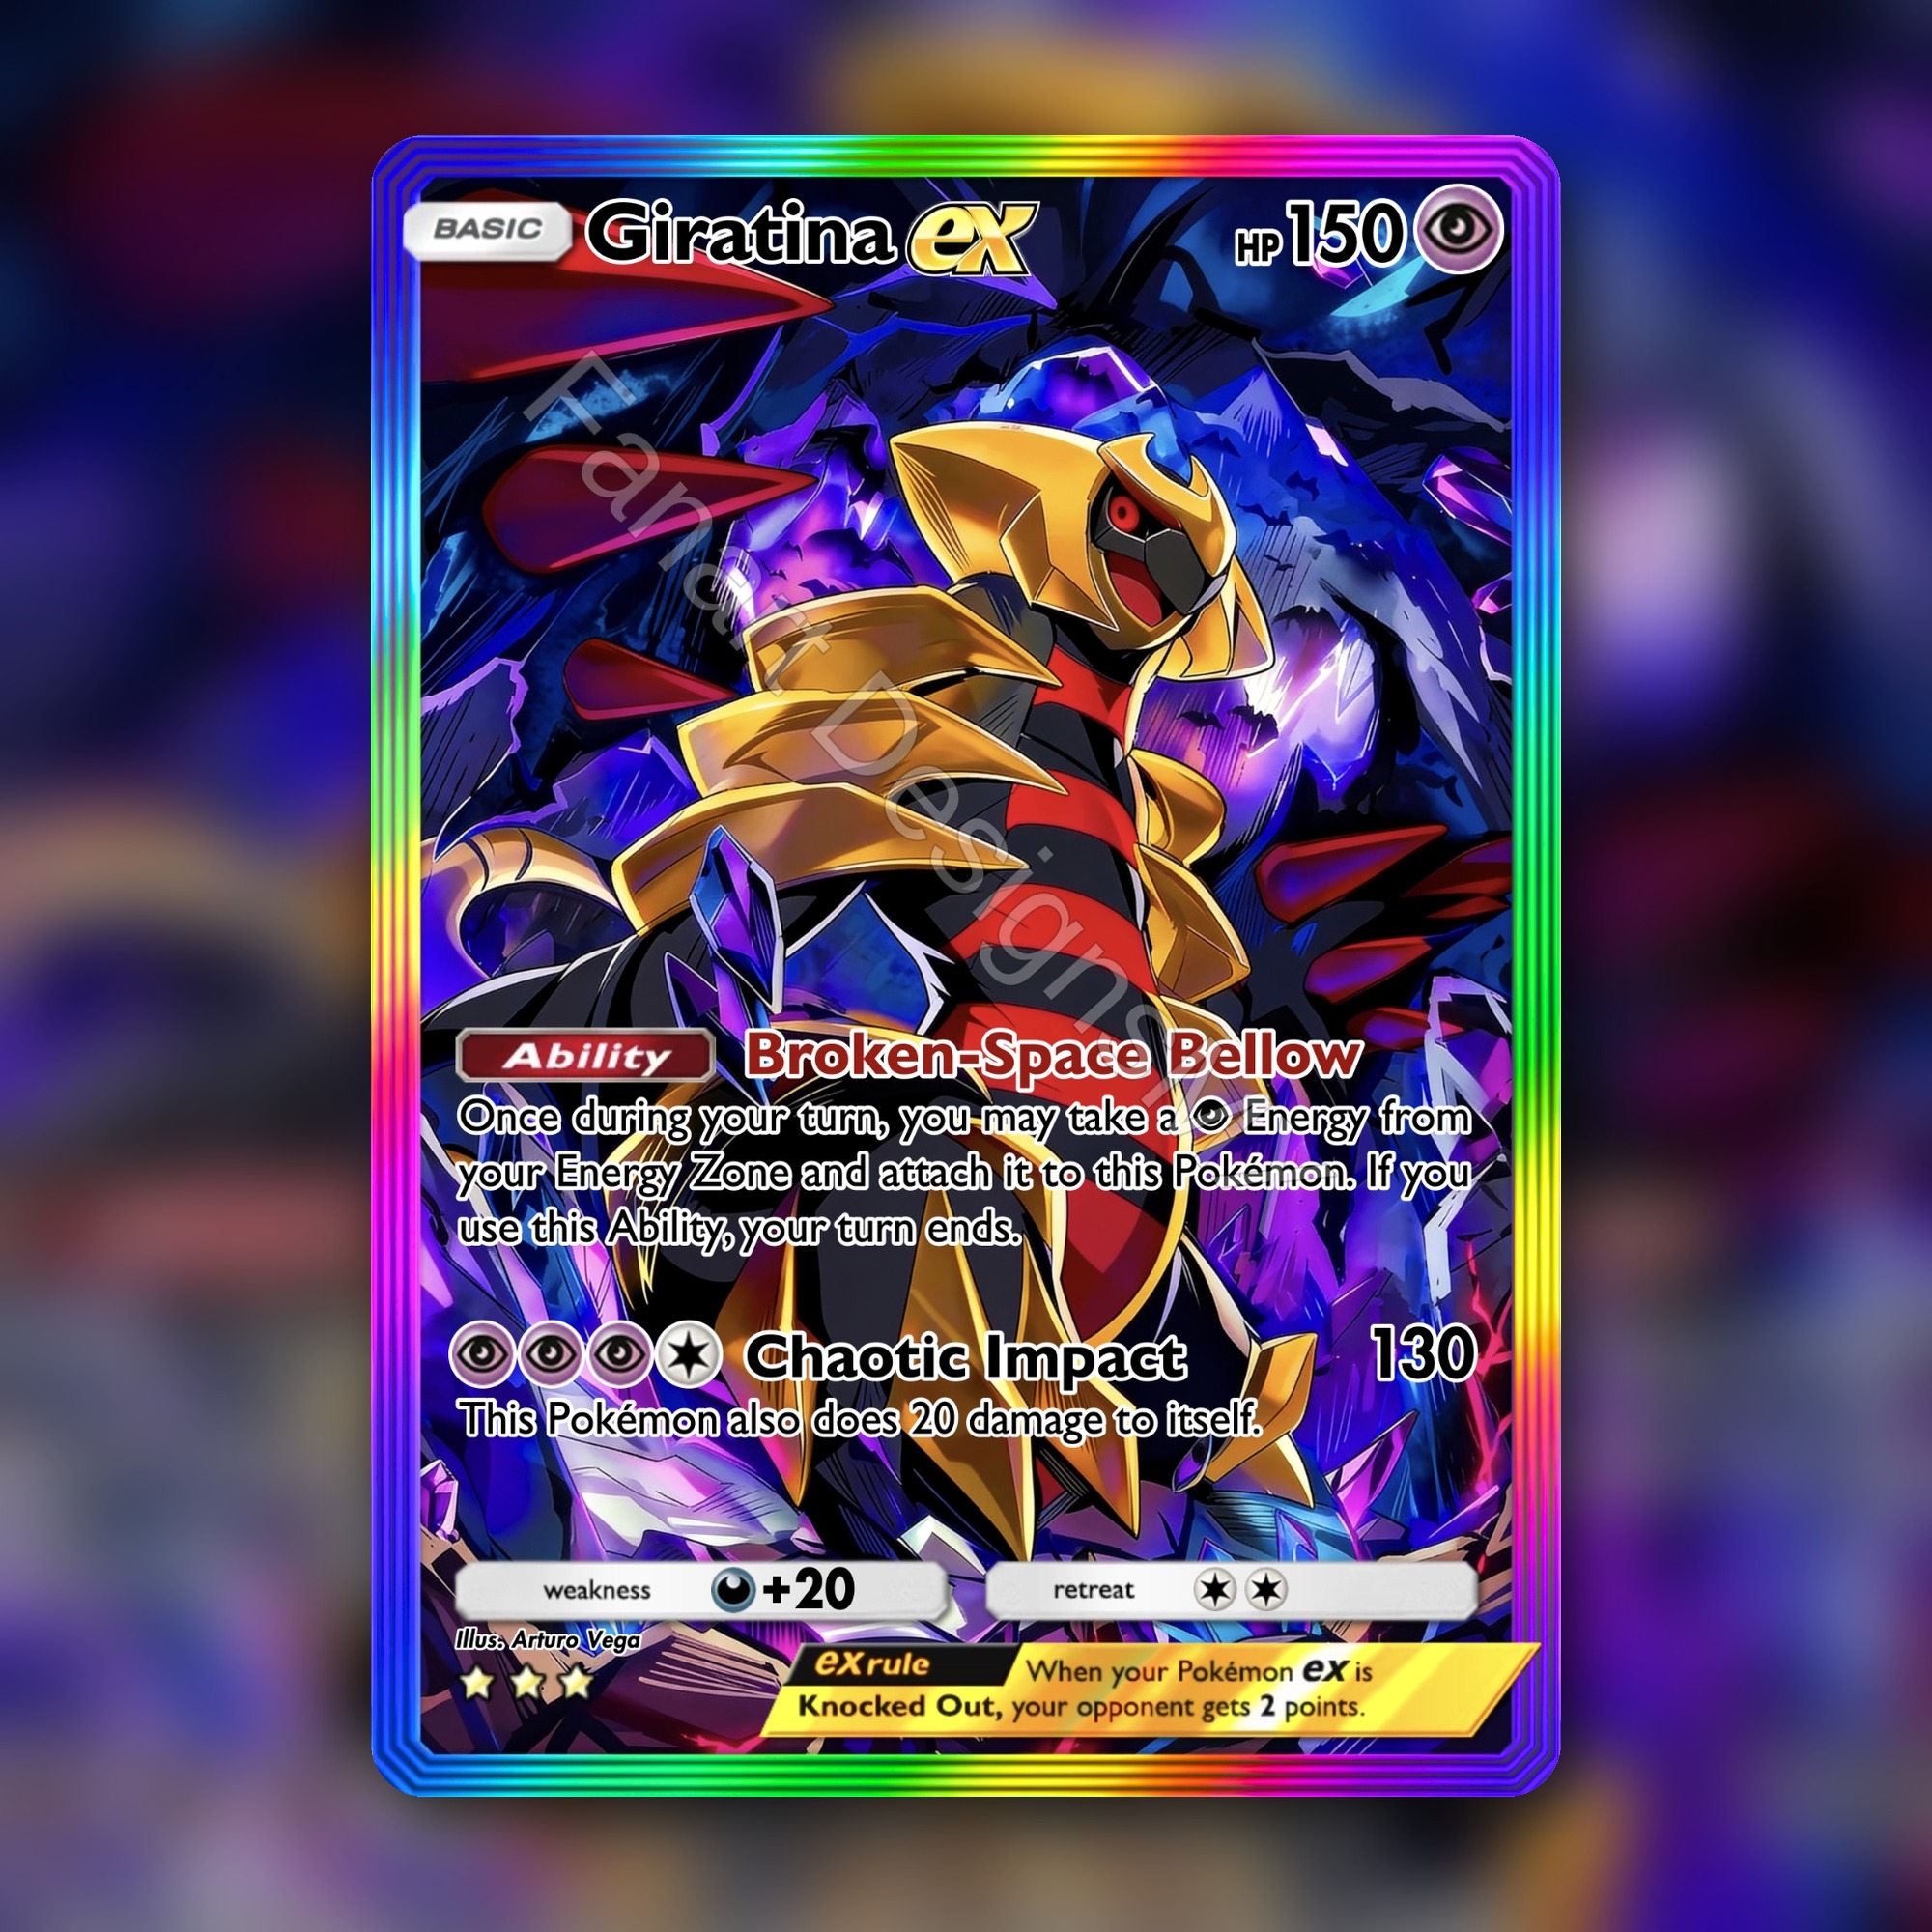 BASIC Giratina ex HP 150
Fanart Designs
Ability Broken-Space Bellow
Once during your turn, you may take a Energy from
your Energy Zone and attach it to this Pokémon. If you
use this Ability, your turn ends.
Chaotic Impact 130
This Pokémon also does 20 damage to itself.
weakness +20 retreat
Illus. Arturo Vega
ex rule When your Pokémon ex is
Knocked Out, your opponent gets 2 points.